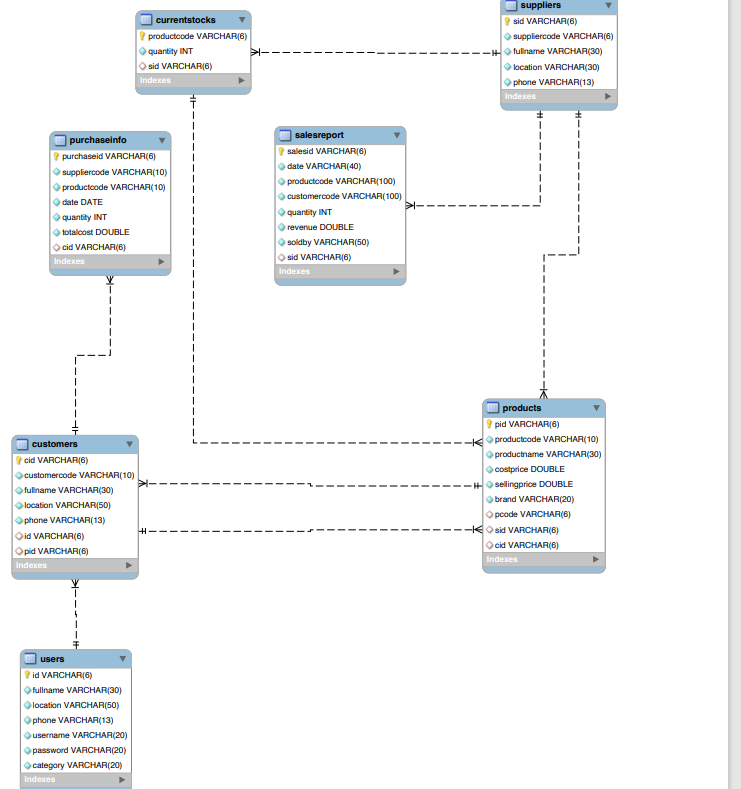 currentstocks
productcode VARCHAR(6)
quantity INT
sid VARCHAR(6)
Indexes
suppliers
sid VARCHAR(6)
suppliercode VARCHAR(6)
fullname VARCHAR(30)
location VARCHAR(30)
phone VARCHAR(13)
Indexes
purchaseinfo
purchaseid VARCHAR(6)
suppliercode VARCHAR(10)
productcode VARCHAR(10)
date DATE
quantity INT
totalcost DOUBLE
cid VARCHAR(6)
Indexes
salesreport
salesid VARCHAR(6)
date VARCHAR(40)
productcode VARCHAR(100)
customercode VARCHAR(100)
quantity INT
revenue DOUBLE
soldby VARCHAR(50)
sid VARCHAR(6)
Indexes
customers
cid VARCHAR(6)
customercode VARCHAR(10)
fullname VARCHAR(30)
location VARCHAR(50)
phone VARCHAR(13)
id VARCHAR(6)
pid VARCHAR(6)
Indexes
products
pid VARCHAR(6)
productcode VARCHAR(10)
productname VARCHAR(30)
costprice DOUBLE
sellingprice DOUBLE
brand VARCHAR(20)
pcode VARCHAR(6)
sid VARCHAR(6)
cid VARCHAR(6)
Indexes
users
id VARCHAR(6)
fullname VARCHAR(30)
location VARCHAR(50)
phone VARCHAR(13)
username VARCHAR(20)
password VARCHAR(20)
category VARCHAR(20)
Indexes